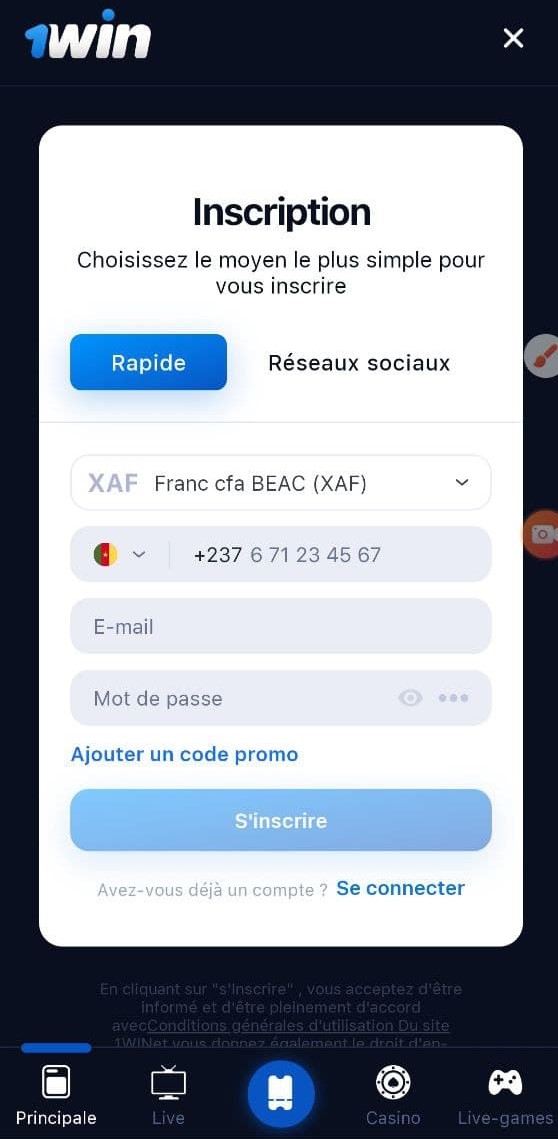 1win
Inscription
Choisissez le moyen le plus simple pour
vous inscrire
Rapide
Réseaux sociaux
XAF Franc cfa BEAC (XAF)
+237 6 71 23 45 67
E-mail
Mot de passe
Ajouter un code promo
S'inscrire
Avez-vous déjà un compte ? Se connecter
En cliquant sur "s'Inscrire" , vous acceptez d'être
informé et d'être pleinement d'accord
avecConditions générales d'utilisation Du site
1WINet vous donnez également le droit d'en-
Principale
Live
Casino
Live-games